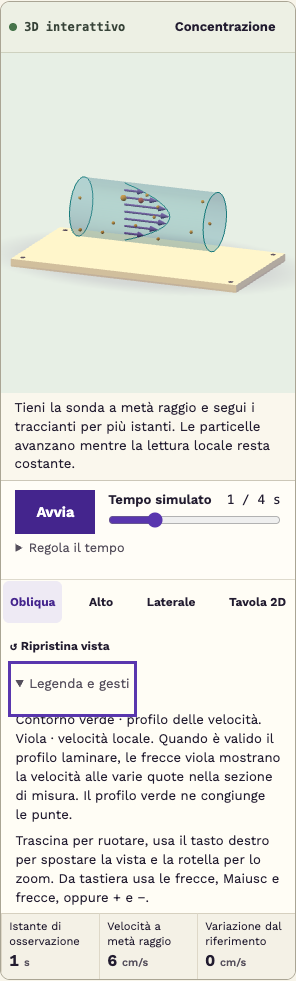 3D interattivo
Concentrazione
Tieni la sonda a metà raggio e segui i
traccianti per più istanti. Le particelle
avanzano mentre la lettura locale resta
costante.
Avvia
Tempo simulato 1 / 4 s
▶ Regola il tempo
Obliqua Alto Laterale Tavola 2D
↺ Ripristina vista
▼ Legenda e gesti
Contorno verde · profilo delle velocità.
Viola · velocità locale. Quando è valido il
profilo laminare, le frecce viola mostrano
la velocità alle varie quote nella sezione
di misura. Il profilo verde ne congiunge
le punte.
Trascina per ruotare, usa il tasto destro
per spostare la vista e la rotella per lo
zoom. Da tastiera usa le frecce, Maiusc e
frecce, oppure + e −.
Istante di
osservazione
1 s
Velocità a
metà raggio
6 cm/s
Variazione dal
riferimento
0 cm/s